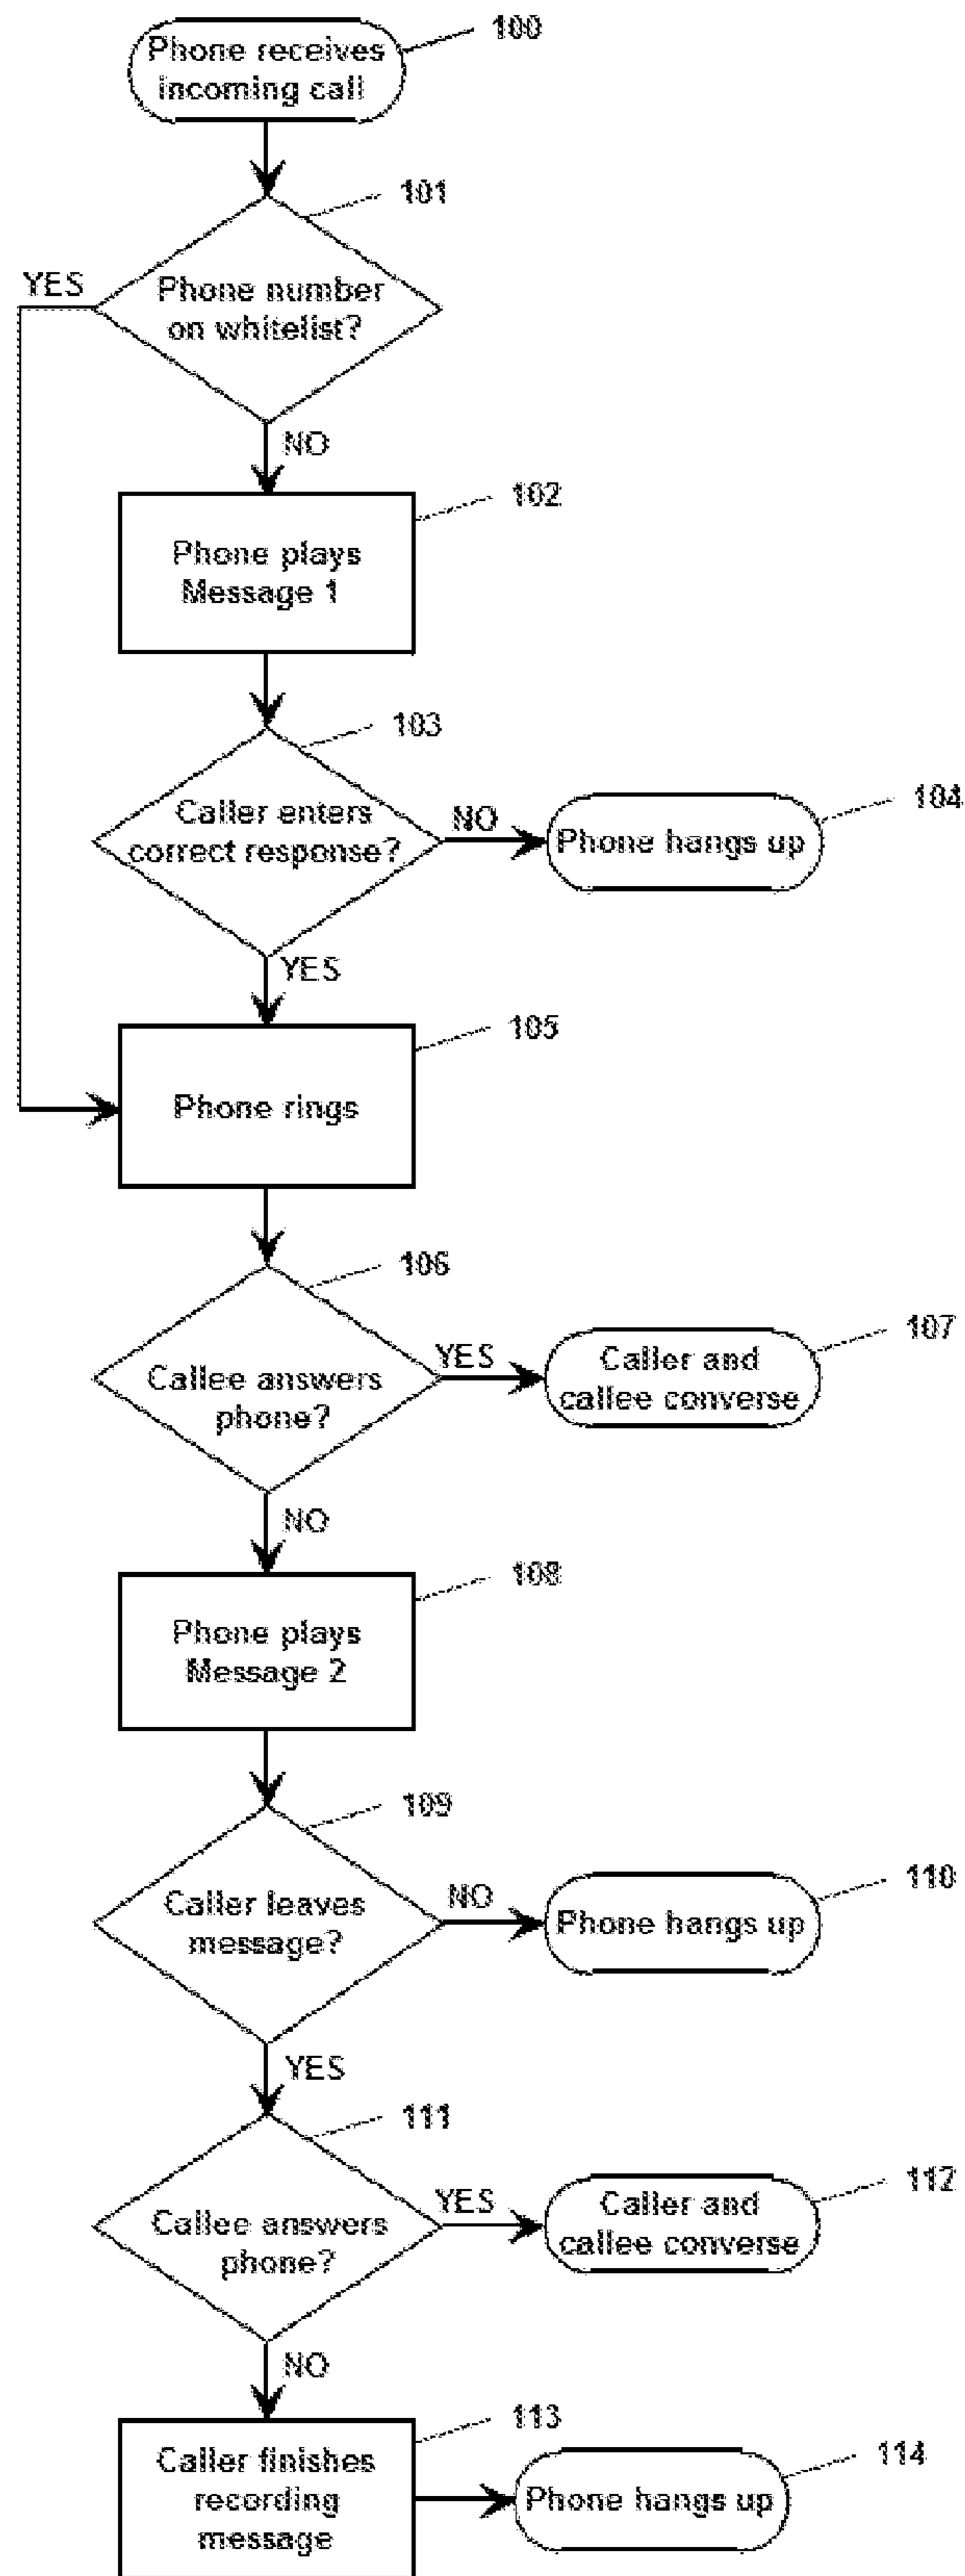 100
Phone receives
incoming call
101
YES
Phone number
on whitelist?
NO
102
Phone plays
Message 1
103
Caller enters
correct response?
NO
104
Phone hangs up
YES
105
Phone rings
106
Callee answers
phone?
YES
107
Caller and
callee converse
NO
108
Phone plays
Message 2
109
Caller leaves
message?
NO
110
Phone hangs up
YES
111
Callee answers
phone?
YES
112
Caller and
callee converse
NO
113
Caller finishes
recording
message
114
Phone hangs up